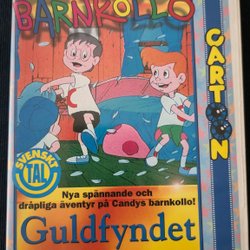 BARNKOLLO
CARTOON
C
C
SVENSKT
TAL
Nya spännande och
dråpliga äventyr på Candys barnkollo!
Guldfyndet